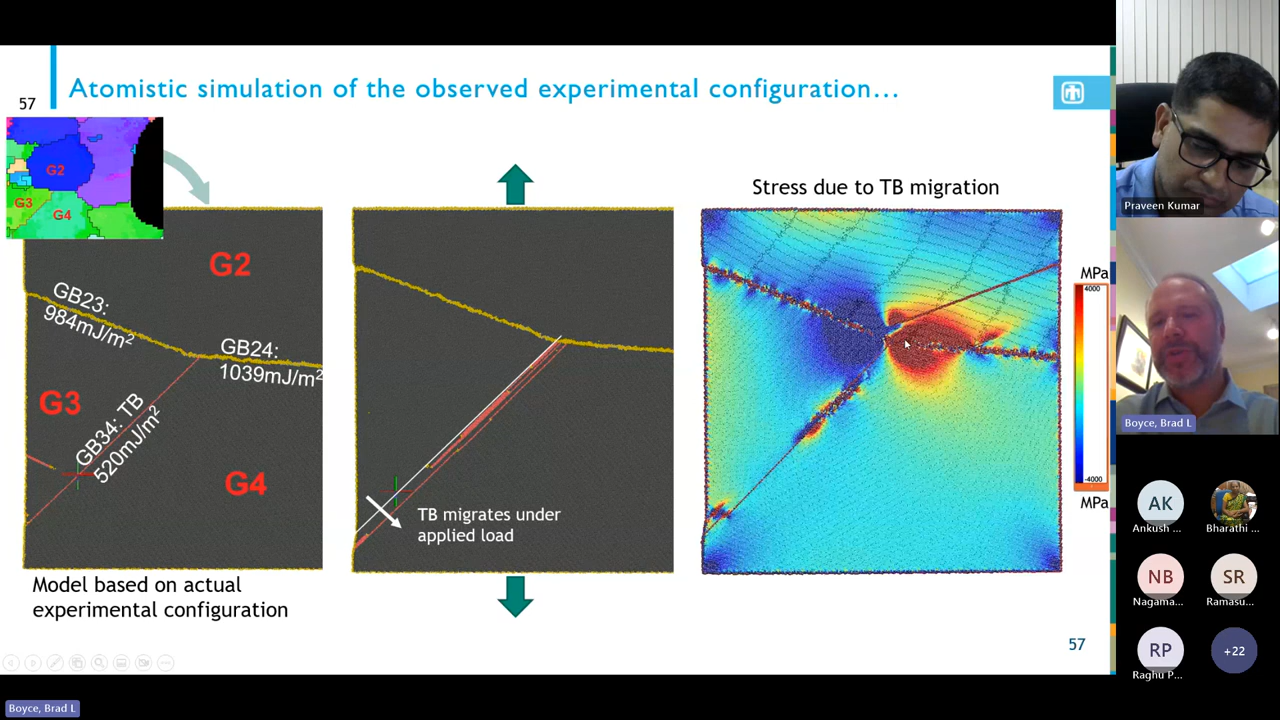 Atomistic simulation of the observed experimental configuration...
57
G2
G3
G4
Stress due to TB migration
G2
GB23:
984mJ/m²
GB24:
1039mJ/m²
G3
GB34: TB
520mJ/m²
G4
TB migrates under
applied load
MPa
4000
-4000
MPa
Model based on actual
experimental configuration
57
Praveen Kumar
Boyce, Brad L
AK
Ankush ...
Bharathi ...
NB
Nagama...
SR
Ramasu...
RP
Raghu P...
+22
Boyce, Brad L